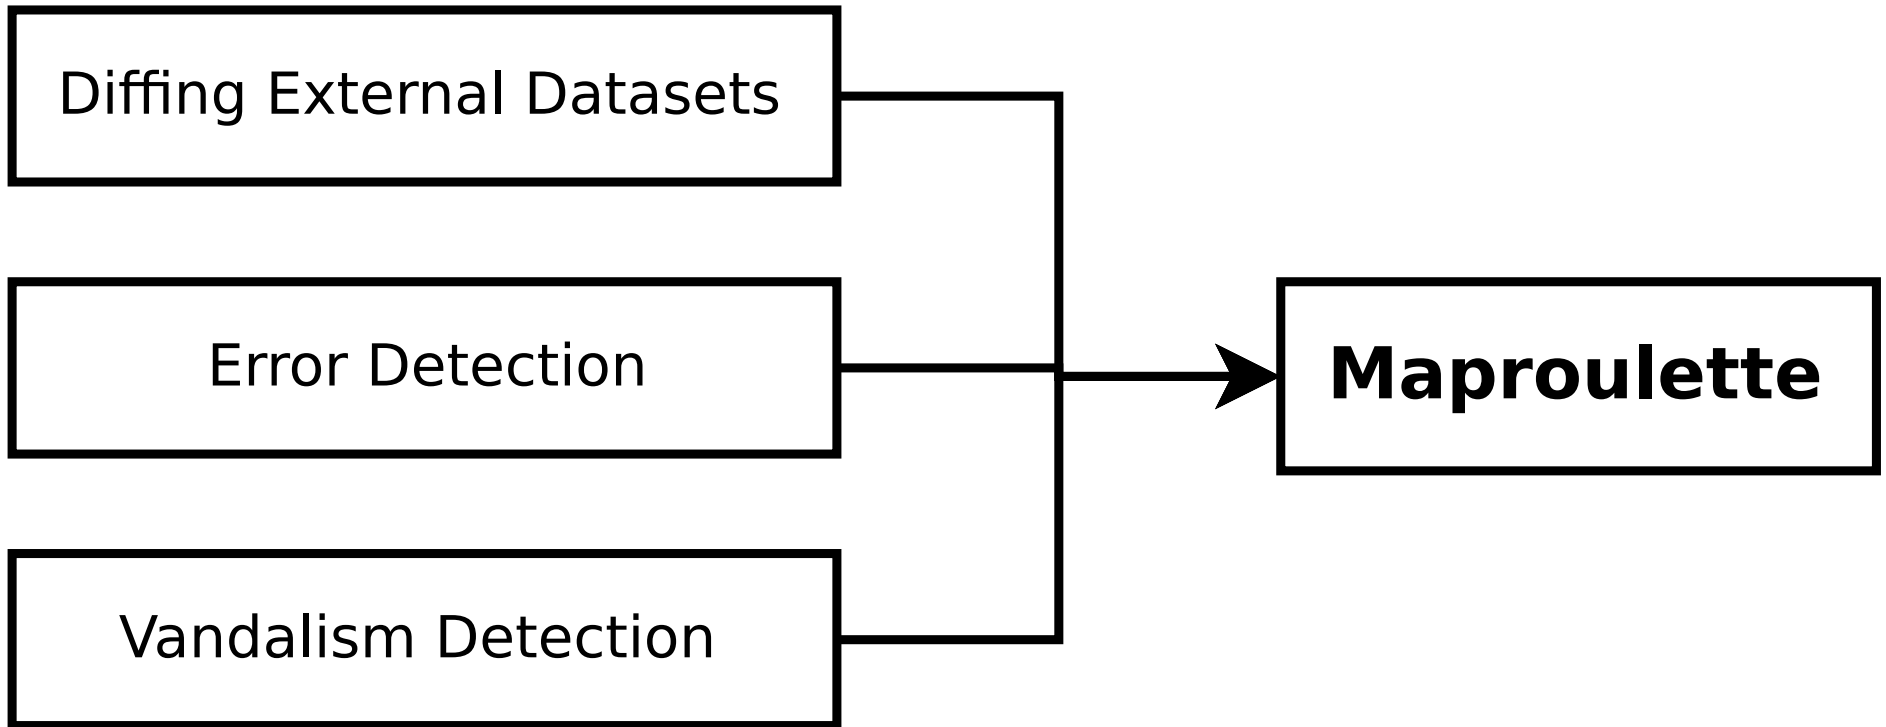 Diffing External Datasets
Error Detection
Maproulette
Vandalism Detection